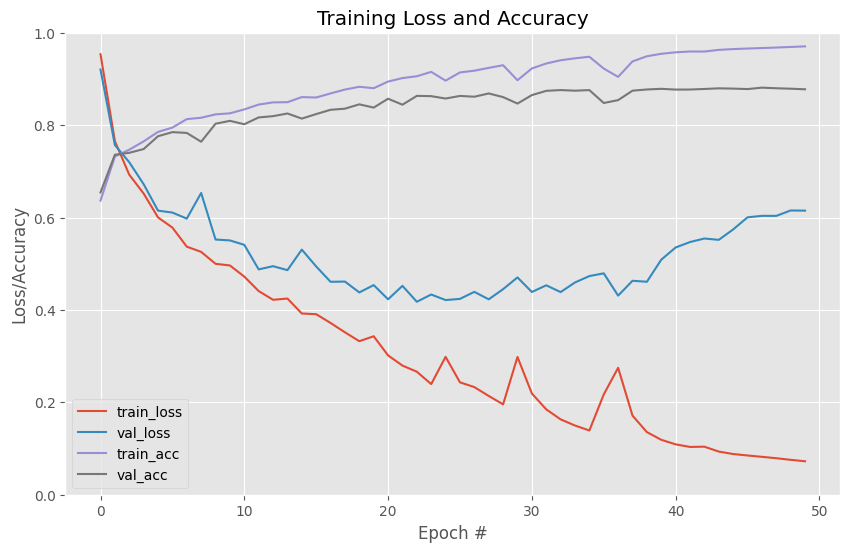 Training Loss and Accuracy
1.0
0.8
0.6
0.4
0.2
0.0
Loss/Accuracy
train_loss
val_loss
train_acc
val_acc
0 10 20 30 40 50
Epoch #